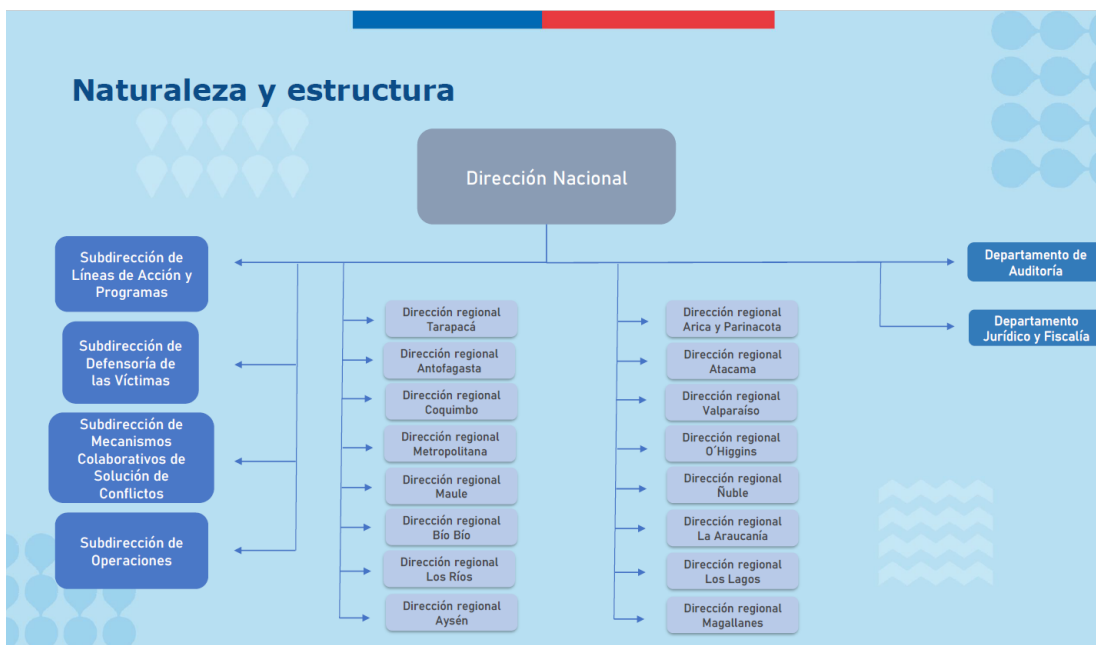 Naturaleza y estructura
Dirección Nacional
Subdirección de
Líneas de Acción y
Programas
Subdirección de
Defensoría de
las Víctimas
Subdirección de
Mecanismos
Colaborativos de
Solución de
Conflictos
Subdirección de
Operaciones
Dirección regional
Tarapacá
Dirección regional
Antofagasta
Dirección regional
Coquimbo
Dirección regional
Metropolitana
Dirección regional
Maule
Dirección regional
Bío Bío
Dirección regional
Los Ríos
Dirección regional
Aysén
Dirección regional
Arica y Parinacota
Dirección regional
Atacama
Dirección regional
Valparaíso
Dirección regional
O´Higgins
Dirección regional
Ñuble
Dirección regional
La Araucanía
Dirección regional
Los Lagos
Dirección regional
Magallanes
Departamento de
Auditoría
Departamento
Jurídico y Fiscalía